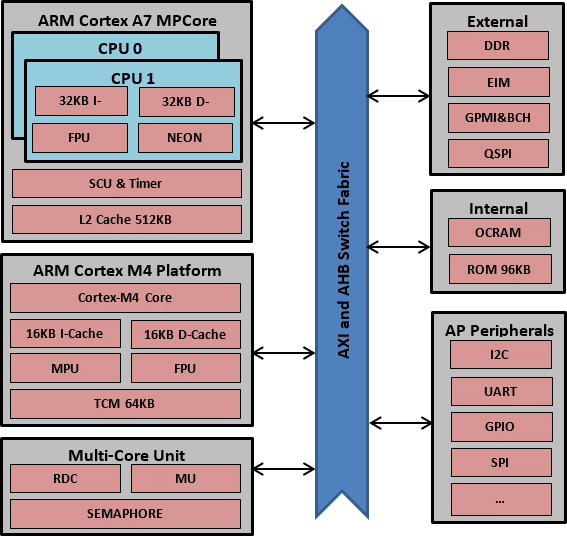 ARM Cortex A7 MPCore
CPU 0
CPU 1
32KB I-
32KB D-
FPU
NEON
SCU & Timer
L2 Cache 512KB
ARM Cortex M4 Platform
Cortex-M4 Core
16KB I-Cache
16KB D-Cache
MPU
FPU
TCM 64KB
Multi-Core Unit
RDC
MU
SEMAPHORE
AXI and AHB Switch Fabric
External
DDR
EIM
GPMI&BCH
QSPI
Internal
OCRAM
ROM 96KB
AP Peripherals
I2C
UART
GPIO
SPI
...